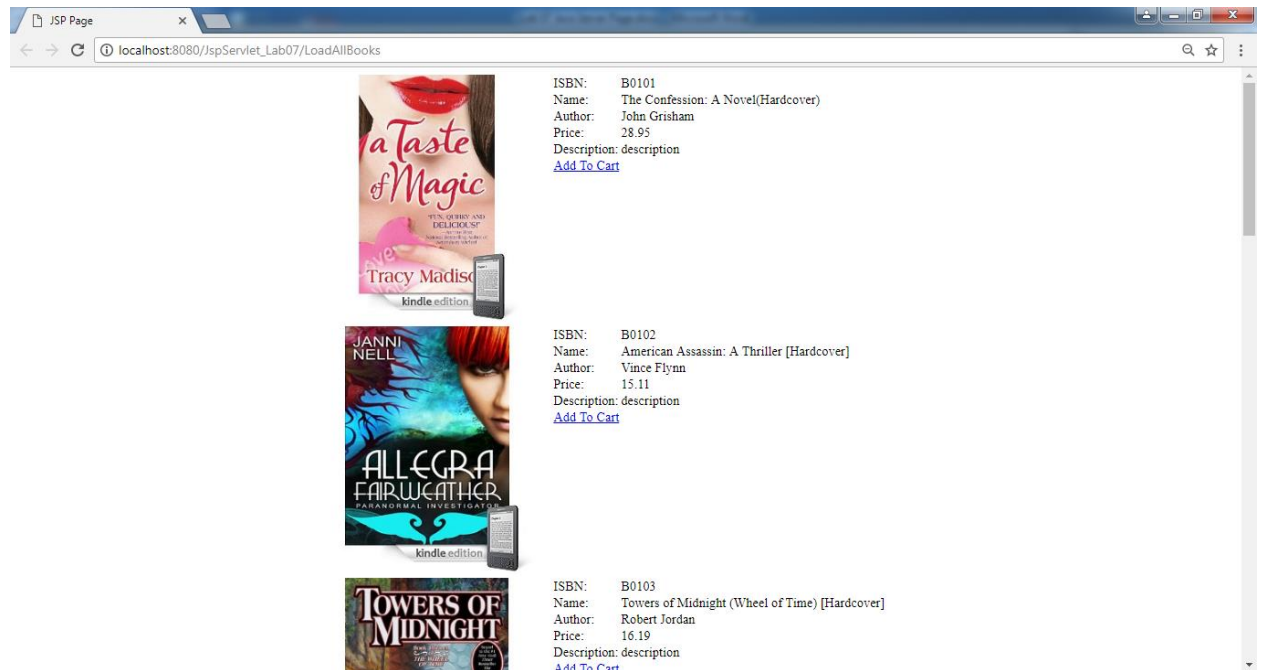 JSP Page
localhost:8080/JspServlet_Lab07/LoadAllBooks
a Taste
of Magic
"FUN, QUIRKY AND
DELICIOUS!"
Tracy Madiso
kindle edition
ISBN: B0101
Name: The Confession: A Novel(Hardcover)
Author: John Grisham
Price: 28.95
Description: description
Add To Cart
JANNI
NELL
ALLEGRA
FAIRWEATHER
PARANORMAL INVESTIGATOR
kindle edition
ISBN: B0102
Name: American Assassin: A Thriller [Hardcover]
Author: Vince Flynn
Price: 15.11
Description: description
Add To Cart
TOWERS OF
MIDNIGHT
ISBN: B0103
Name: Towers of Midnight (Wheel of Time) [Hardcover]
Author: Robert Jordan
Price: 16.19
Description: description
Add To Cart